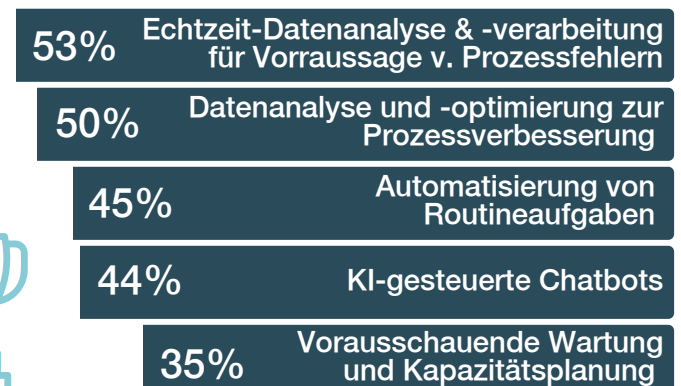 53%
Echtzeit-Datenanalyse & -verarbeitung
für Vorraussage v. Prozessfehlern
50%
Datenanalyse und -optimierung zur
Prozessverbesserung
45%
Automatisierung von
Routineaufgaben
44%
KI-gesteuerte Chatbots
35%
Vorausschauende Wartung
und Kapazitätsplanung